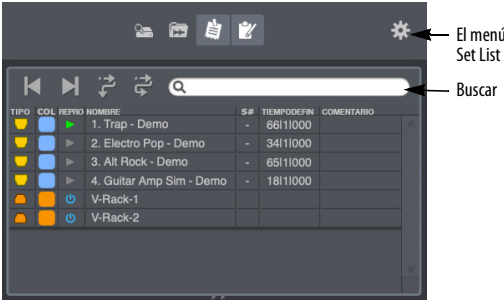 El menú
Set List
Buscar
TIPO COL REPRO NOMBRE S# TIEMPODEFIN COMENTARIO
1. Trap - Demo - 66|1|000
2. Electro Pop - Demo - 34|1|000
3. Alt Rock - Demo - 65|1|000
4. Guitar Amp Sim - Demo - 18|1|000
V-Rack-1
V-Rack-2